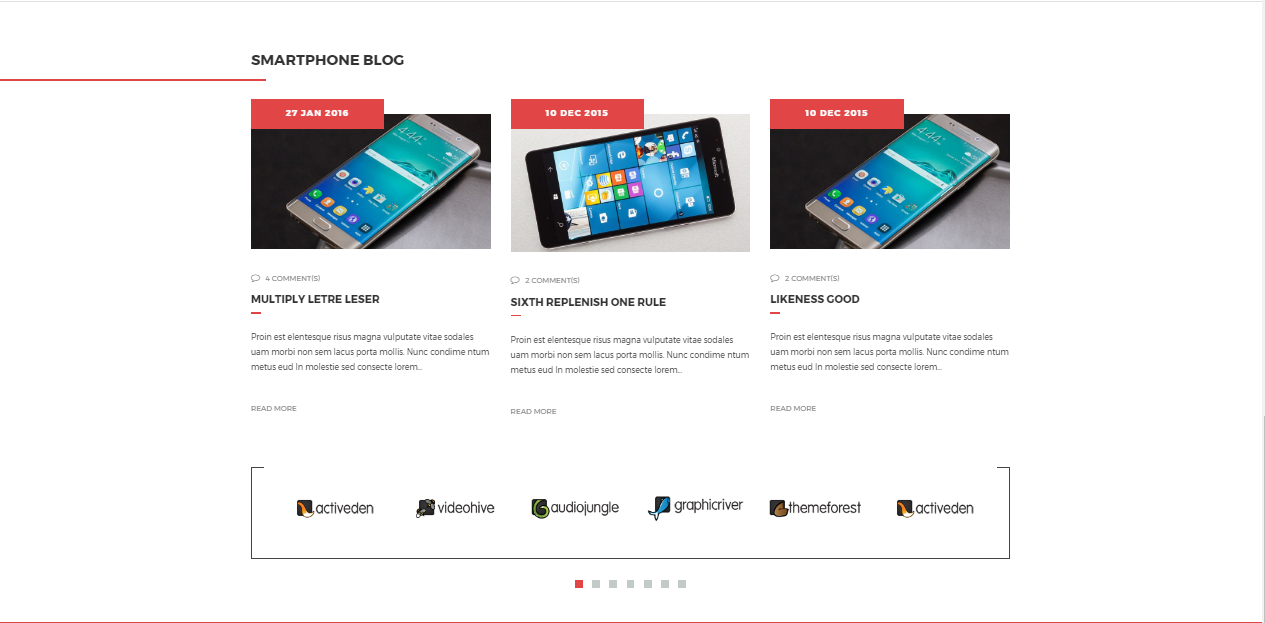 SMARTPHONE BLOG
27 JAN 2016
10 DEC 2015
10 DEC 2015
4:44
Microsoft
4:44
4 COMMENT(S)
2 COMMENT(S)
2 COMMENT(S)
MULTIPLY LETRE LESER
SIXTH REPLENISH ONE RULE
LIKENESS GOOD
Proin est elentesque risus magna vulputate vitae sodales
uam morbi non sem lacus porta mollis. Nunc condime ntum
metus eud In molestie sed consecte lorem...
Proin est elentesque risus magna vulputate vitae sodales
uam morbi non sem lacus porta mollis. Nunc condime ntum
metus eud In molestie sed consecte lorem...
Proin est elentesque risus magna vulputate vitae sodales
uam morbi non sem lacus porta mollis. Nunc condime ntum
metus eud In molestie sed consecte lorem...
READ MORE
READ MORE
READ MORE
activeden
videohive
audiojungle
graphicriver
themeforest
activeden